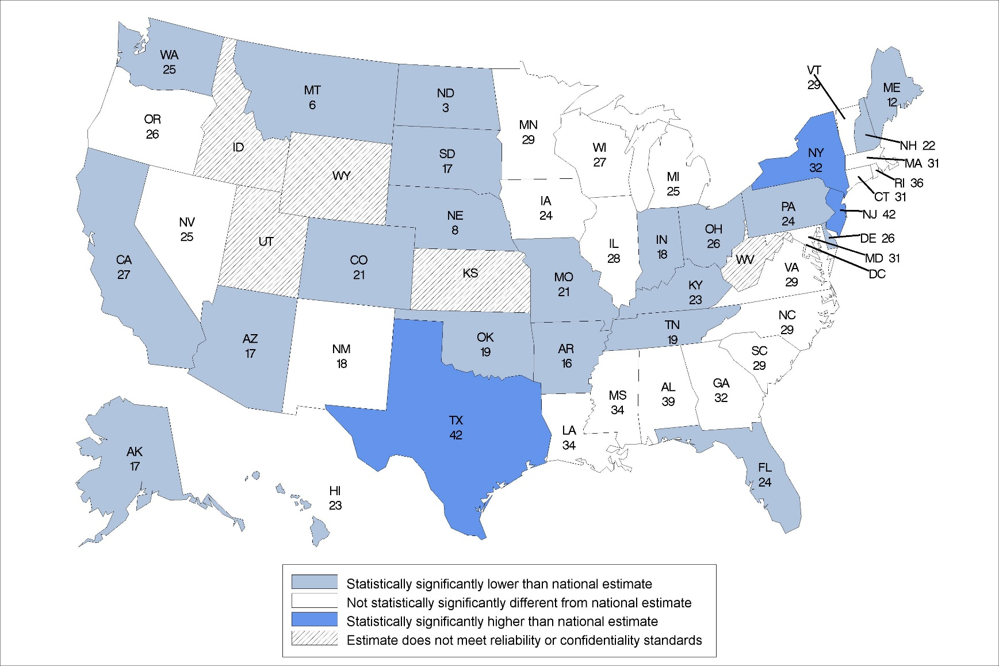 WA
25
MT
6
ND
3
MN
29
VT
29
ME
12
OR
26
ID
WY
SD
17
WI
27
MI
25
NY
32
NH 22
MA 31
RI 36
CT 31
NV
25
UT
NE
8
IA
24
PA
24
NJ 42
DE 26
MD 31
DC
CA
27
CO
21
KS
MO
21
IL
28
IN
18
OH
26
WV
VA
29
KY
23
AZ
17
NM
18
OK
19
AR
16
TN
19
NC
29
SC
29
TX
42
LA
34
MS
34
AL
39
GA
32
FL
24
AK
17
HI
23
Statistically significantly lower than national estimate
Not statistically significantly different from national estimate
Statistically significantly higher than national estimate
Estimate does not meet reliability or confidentiality standards